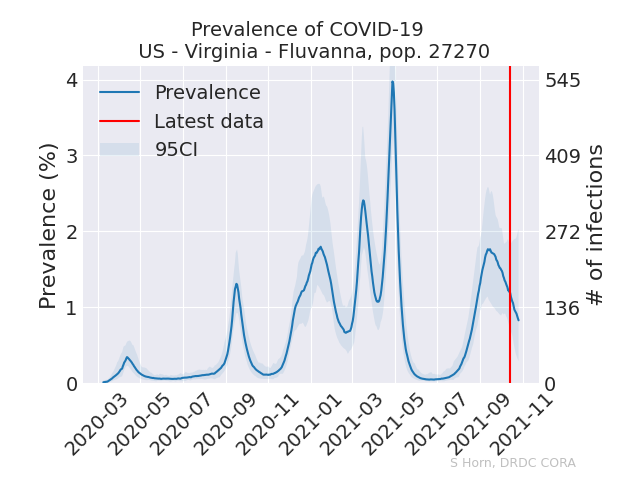 Prevalence of COVID-19
US - Virginia - Fluvanna, pop. 27270
Prevalence
Latest data
95CI
Prevalence (%)
4
3
2
1
0
545
409
272
136
0
# of infections
2020-03
2020-05
2020-07
2020-09
2020-11
2021-01
2021-03
2021-05
2021-07
2021-09
2021-11
S Horn, DRDC CORA